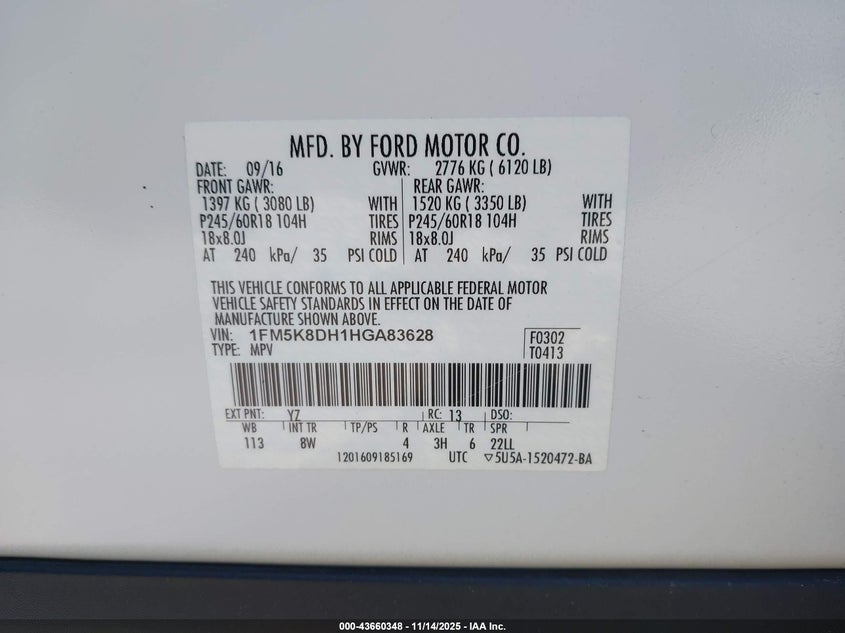 MFD. BY FORD MOTOR CO.
DATE: 09/16 GVWR: 2776 KG ( 6120 LB)
FRONT GAWR: REAR GAWR:
1397 KG ( 3080 LB) WITH 1520 KG ( 3350 LB) WITH
P245/60R18 104H TIRES P245/60R18 104H TIRES
18x8.0J RIMS 18x8.0J RIMS
AT 240 kPa/ 35 PSI COLD AT 240 kPa/ 35 PSI COLD
THIS VEHICLE CONFORMS TO ALL APPLICABLE FEDERAL MOTOR
VEHICLE SAFETY STANDARDS IN EFFECT ON THE DATE OF
MANUFACTURE SHOWN ABOVE.
VIN: 1FM5K8DH1HGA83628 F0302
TYPE: MPV T0413
EXT PNT: YZ RC: 13 DSO:
WB INT TR TP/PS R AXLE TR SPR
113 8W 4 3H 6 22LL
1201609185169 UTC ▽5U5A-1520472-BA
000-43660348 - 11/14/2025 - IAA Inc.